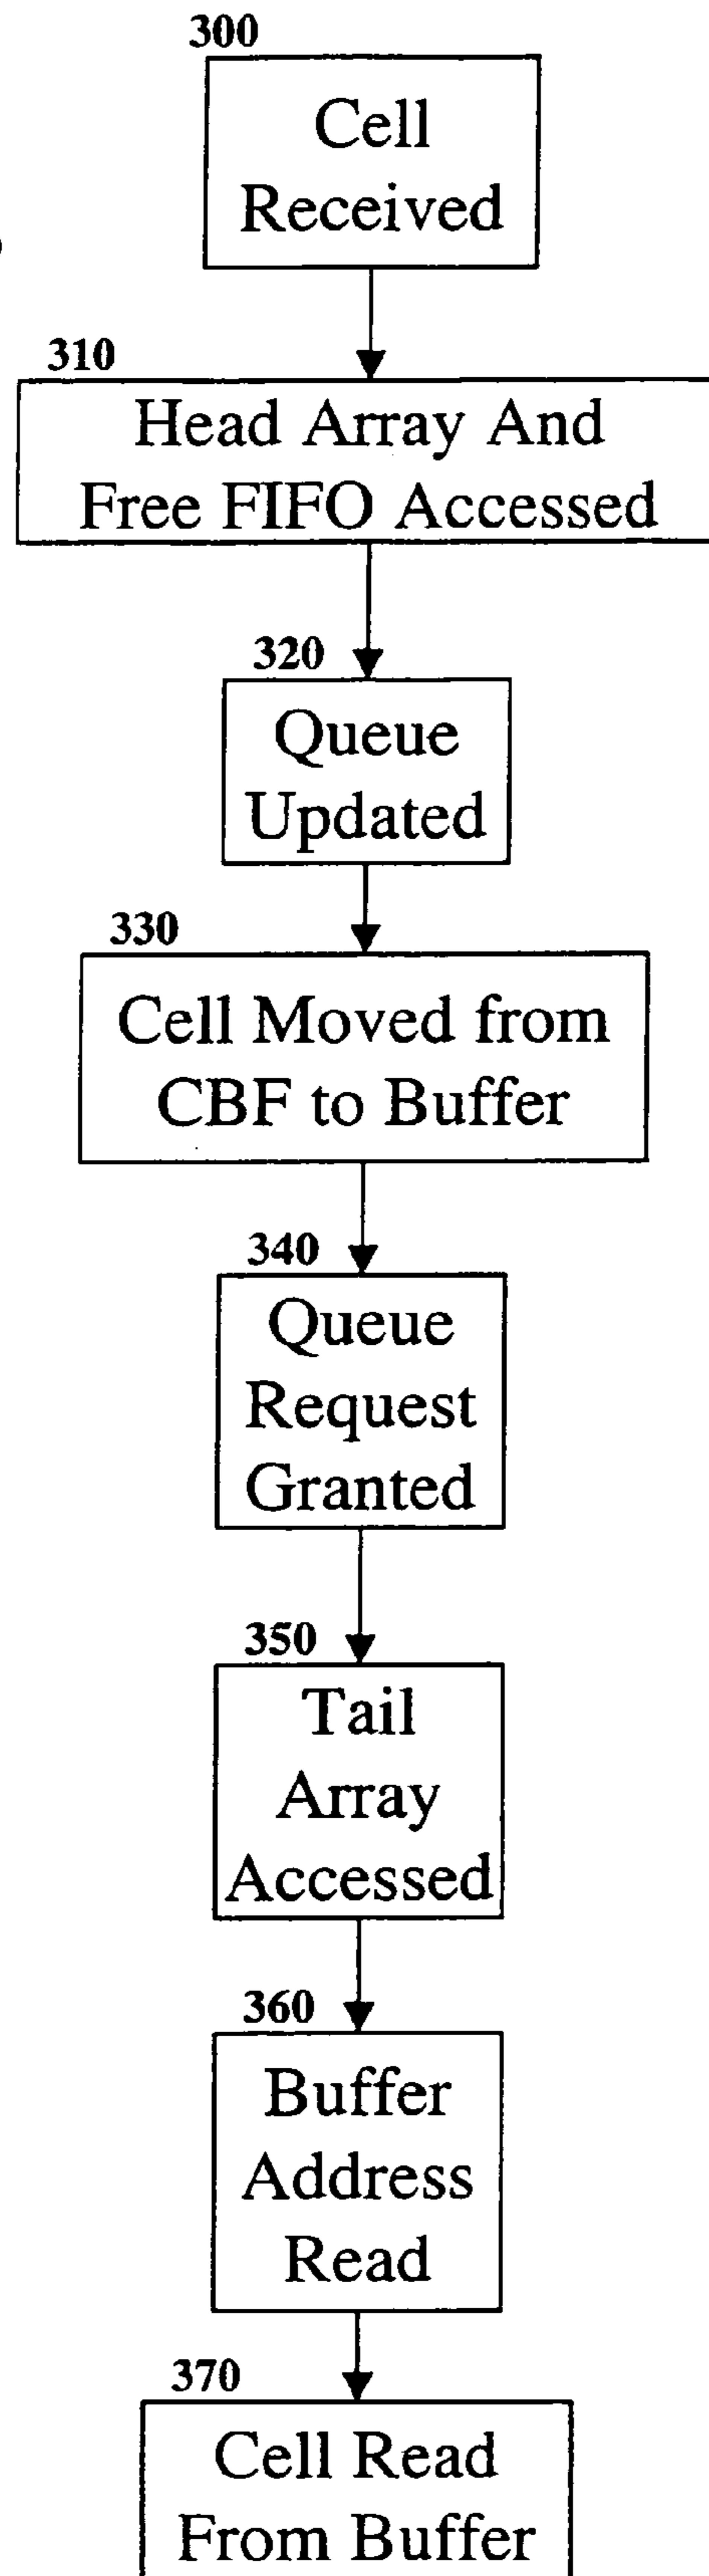 300
Cell
Received
310
Head Array And
Free FIFO Accessed
320
Queue
Updated
330
Cell Moved from
CBF to Buffer
340
Queue
Request
Granted
350
Tail
Array
Accessed
360
Buffer
Address
Read
370
Cell Read
From Buffer